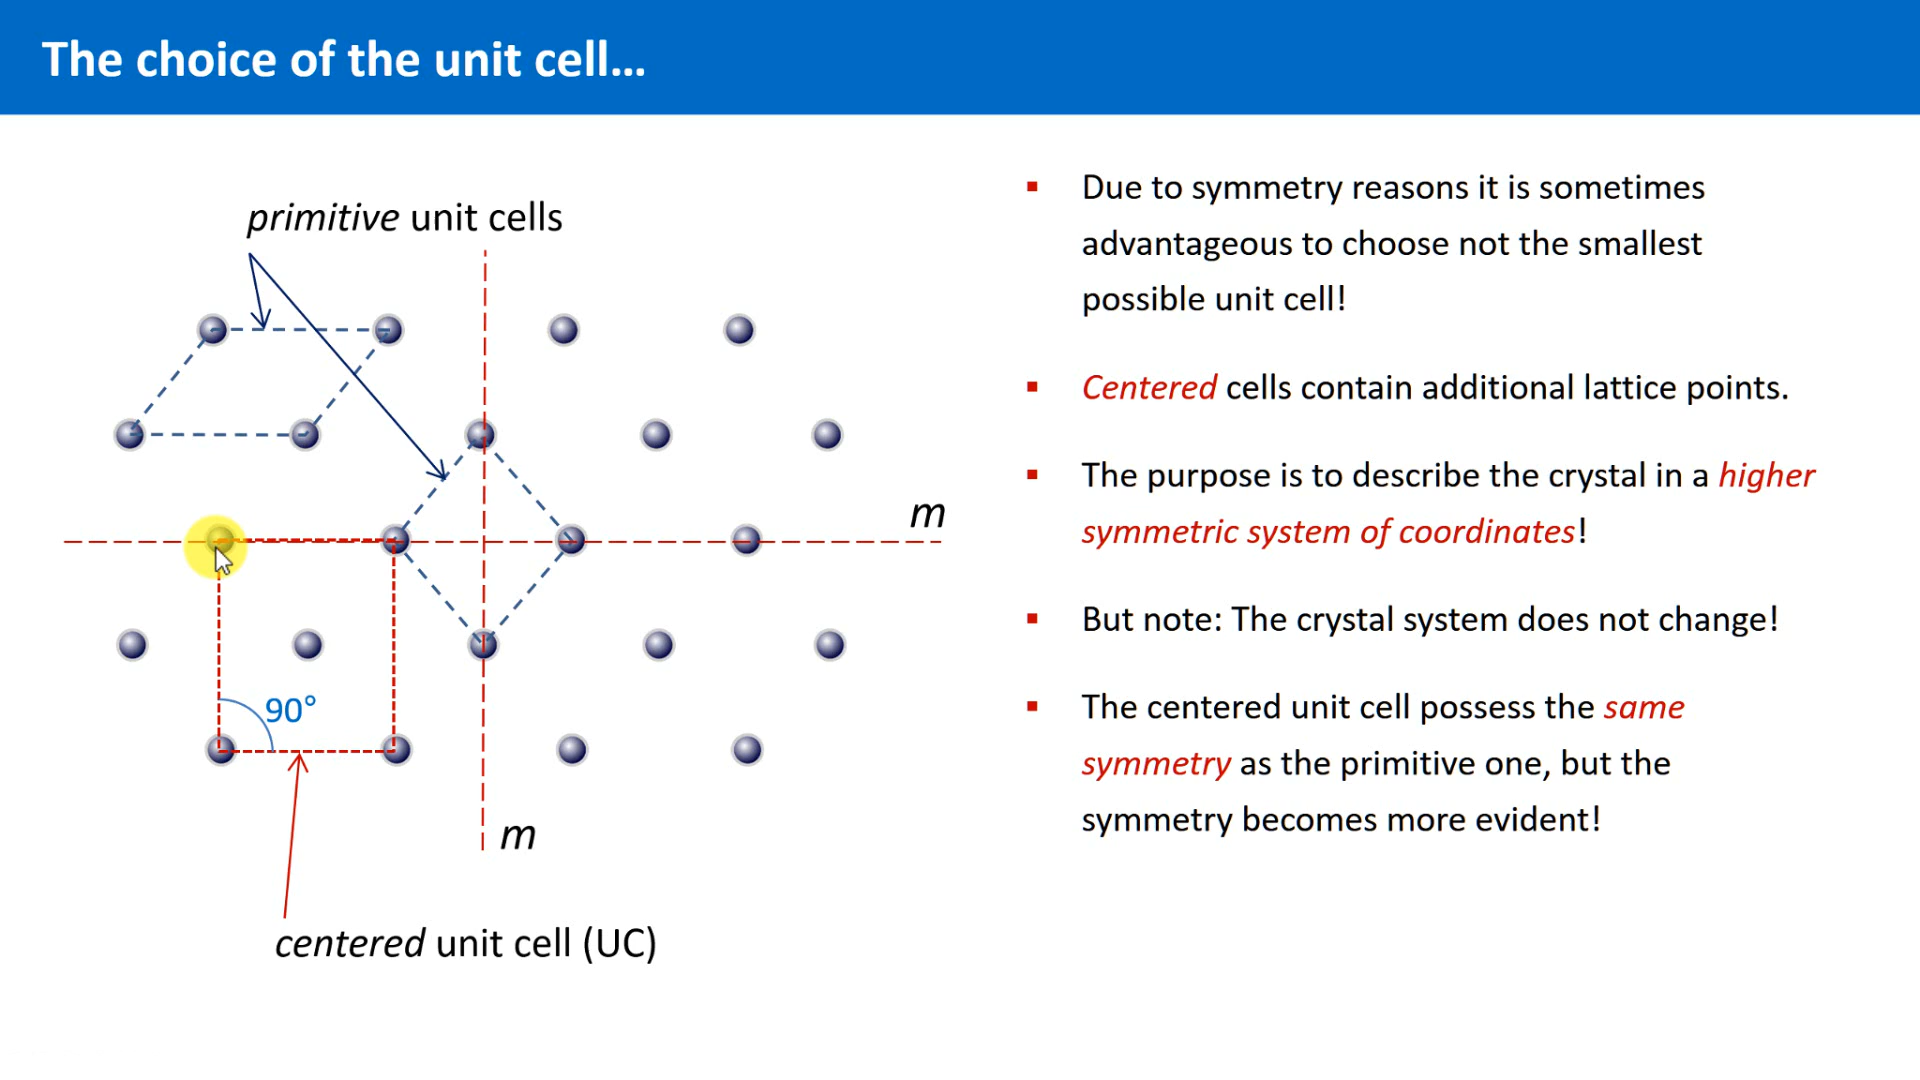 The choice of the unit cell...
primitive unit cells
m
90°
m
centered unit cell (UC)
▪ Due to symmetry reasons it is sometimes
advantageous to choose not the smallest
possible unit cell!
▪ Centered cells contain additional lattice points.
▪ The purpose is to describe the crystal in a higher
symmetric system of coordinates!
▪ But note: The crystal system does not change!
▪ The centered unit cell possess the same
symmetry as the primitive one, but the
symmetry becomes more evident!